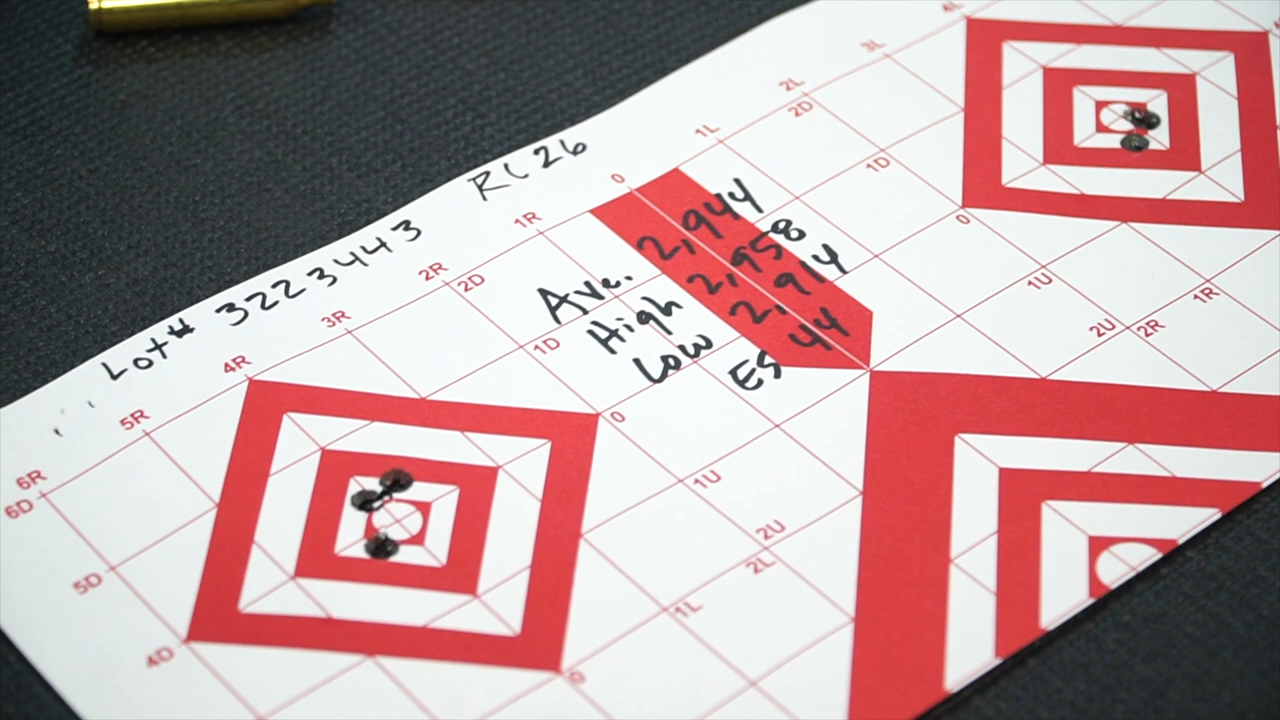 Lot# 3223443 RL26
Ave. 2,944
High 2,958
Low 2,914
ES 44
4L
3L
2L
1L
0
1R
2R
3R
4R
5R
6R
6D
5D
4D
2D
1D
0
1U
2U
2L
1L
0
2D
1D
0
1U
1R
2U
2R